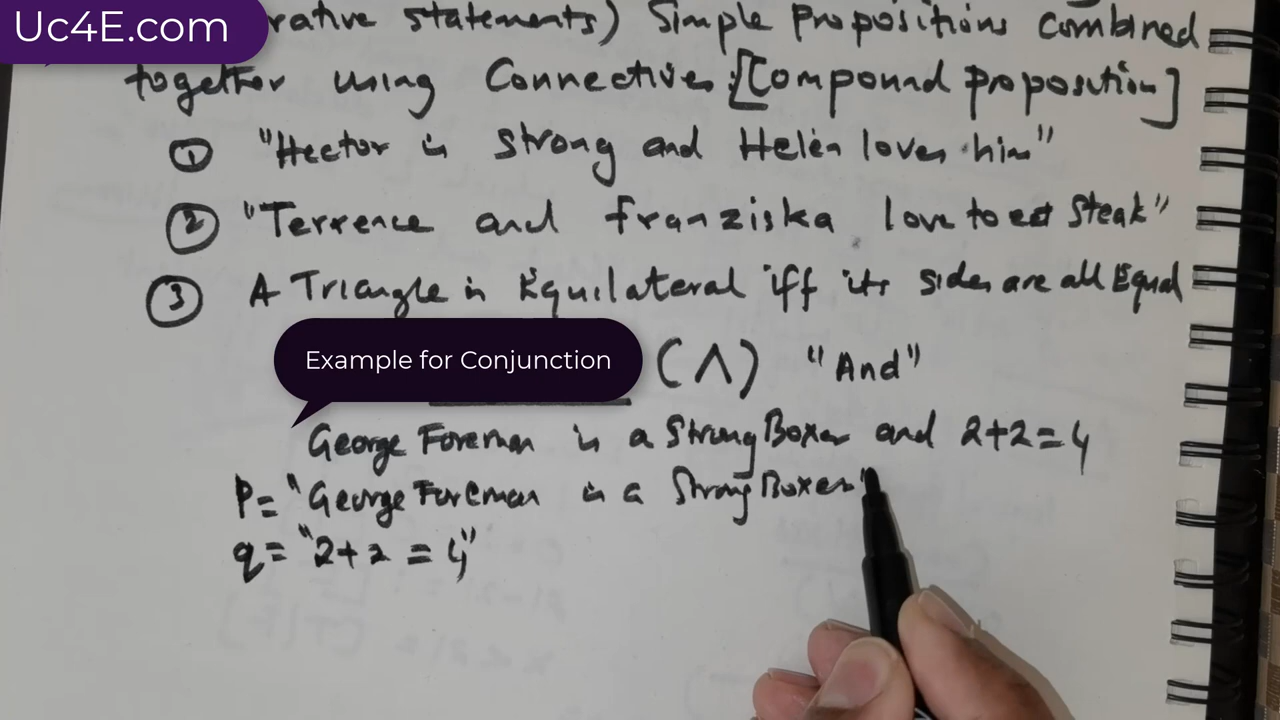 Uc4E.com
rative statements) Simple Propositions combined
together using Connectives. [Compound proposition]
① "Hector is strong and Helen loves him"
② "Terrence and franziska love to eat Steak"
③ A Triangle is Equilateral iff its sides are all Equal
Example for Conjunction (∧) "And"
George Foreman is a Strong Boxer and 2+2=4
P= "George Foreman is a Strong Boxer"
q= "2+2 = 4"